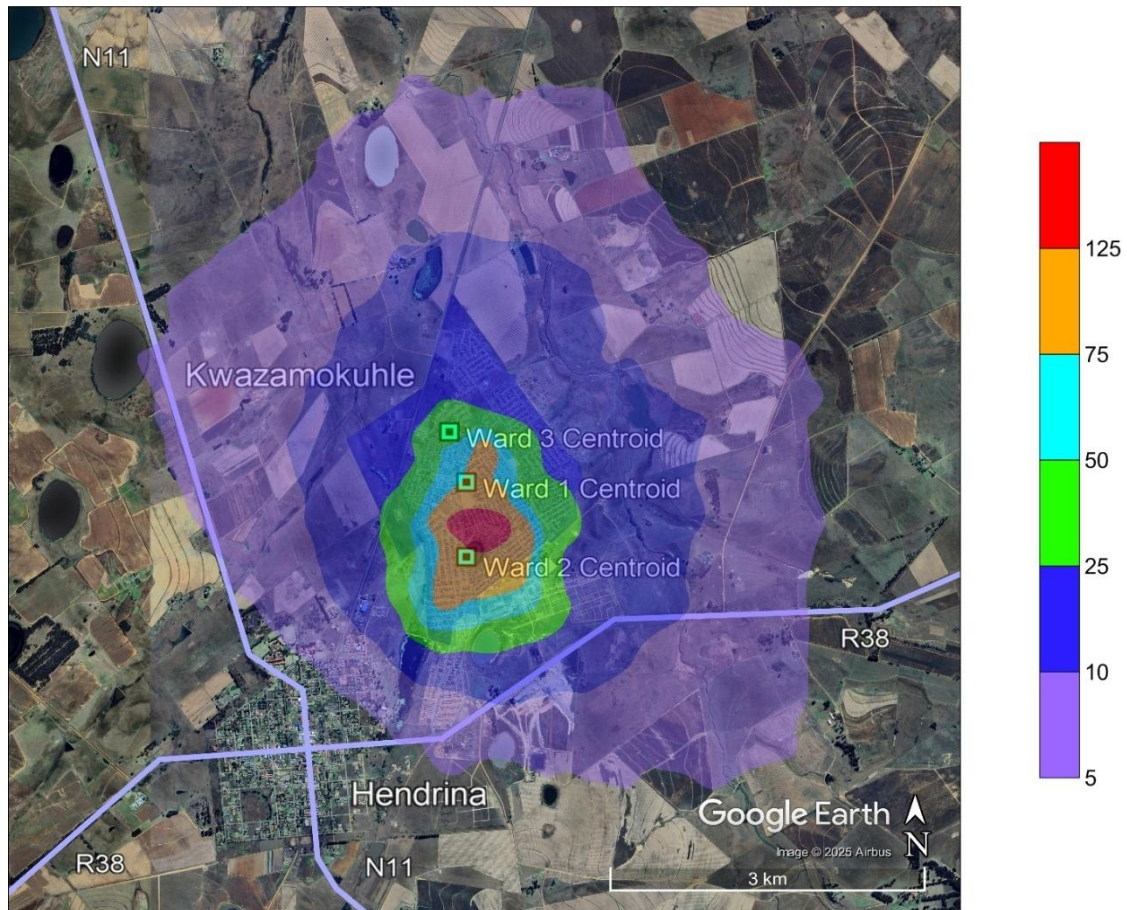 N11
125
75
Kwazamokuhle
Ward 3 Centroid
50
Ward 1 Centroid
25
Ward 2 Centroid
R38
10
5
Hendrina
Google Earth
N
Image © 2025 Airbus
R38
N11
3 km